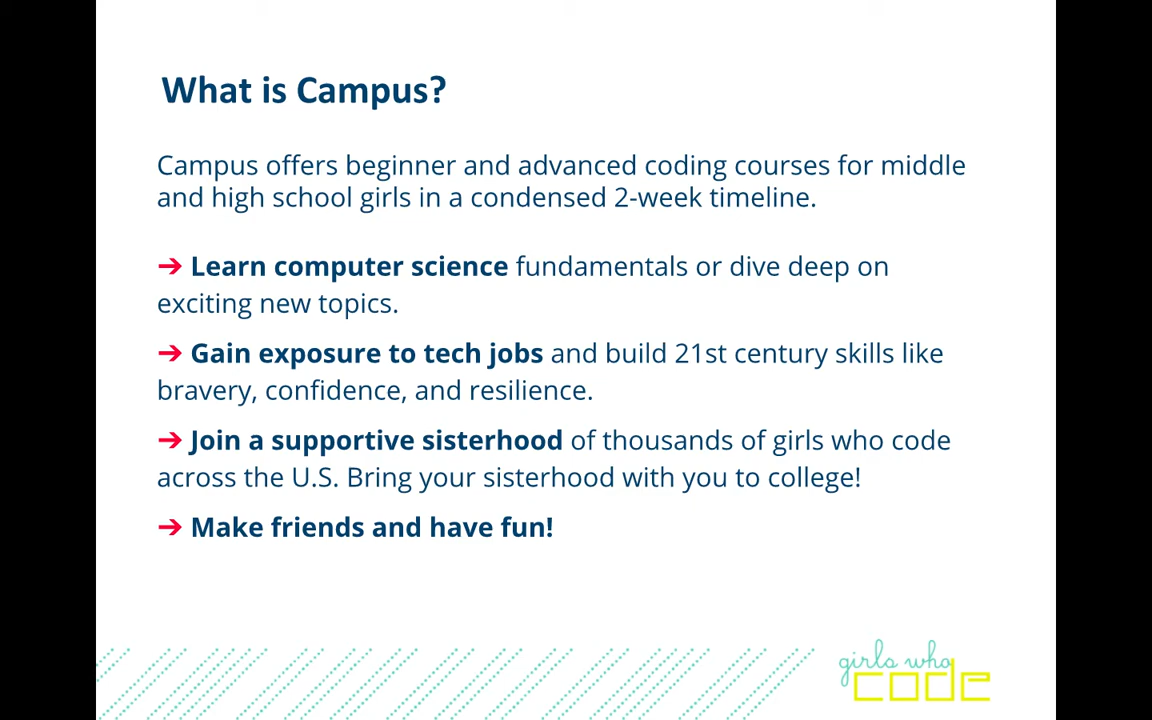 What is Campus?
Campus offers beginner and advanced coding courses for middle
and high school girls in a condensed 2-week timeline.
➔ Learn computer science fundamentals or dive deep on
exciting new topics.
➔ Gain exposure to tech jobs and build 21st century skills like
bravery, confidence, and resilience.
➔ Join a supportive sisterhood of thousands of girls who code
across the U.S. Bring your sisterhood with you to college!
➔ Make friends and have fun!
girls who
code